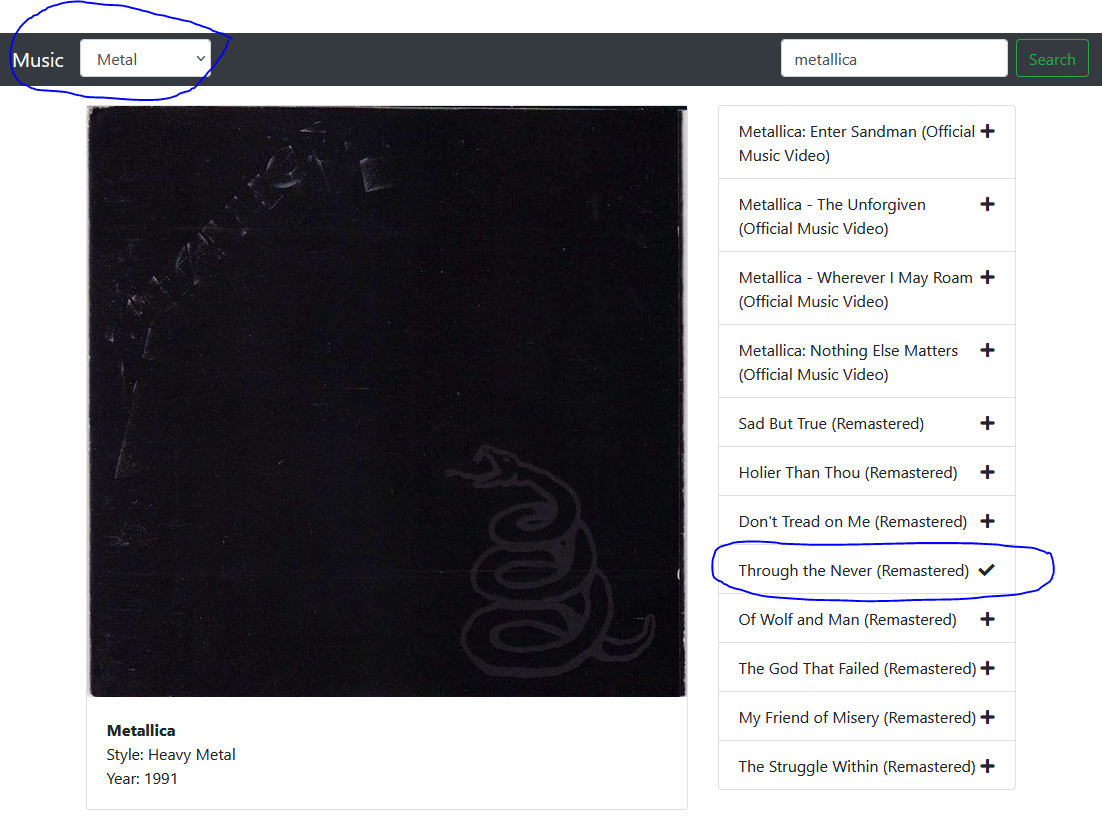 Music
Metal
metallica
Search
Metallica: Enter Sandman (Official
Music Video)
Metallica - The Unforgiven
(Official Music Video)
Metallica - Wherever I May Roam
(Official Music Video)
Metallica: Nothing Else Matters
(Official Music Video)
Sad But True (Remastered)
Holier Than Thou (Remastered)
Don't Tread on Me (Remastered)
Through the Never (Remastered)
Of Wolf and Man (Remastered)
The God That Failed (Remastered)
My Friend of Misery (Remastered)
The Struggle Within (Remastered)
Metallica
Style: Heavy Metal
Year: 1991